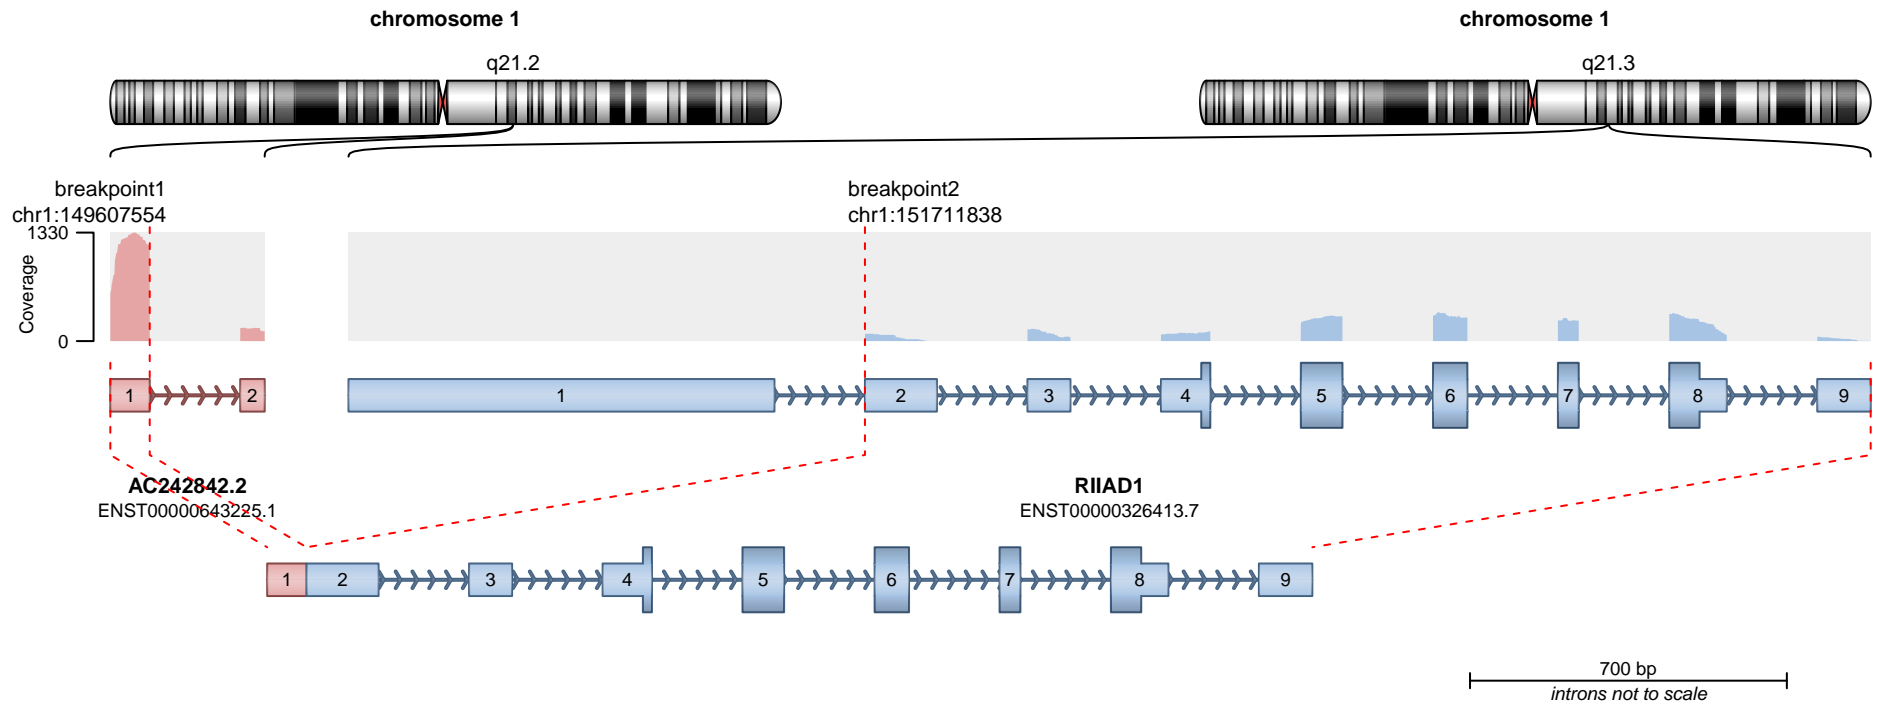 chromosome 1
chromosome 1
q21.2
q21.3
breakpoint1
chr1:149607554
breakpoint2
chr1:151711838
1330
Coverage
0
1
2
1
2
3
4
5
6
7
8
9
AC242842.2
ENST00000643225.1
RIIAD1
ENST00000326413.7
1
2
3
4
5
6
7
8
9
700 bp
introns not to scale